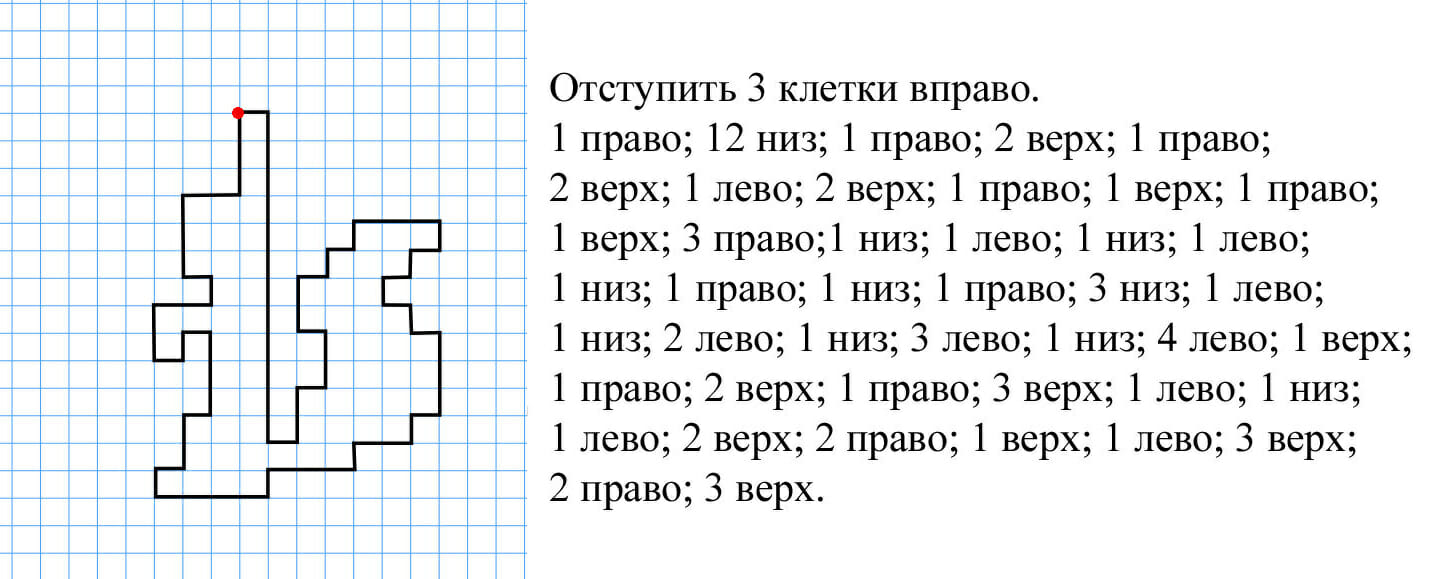 Отступить 3 клетки вправо.
1 право; 12 низ; 1 право; 2 верх; 1 право;
2 верх; 1 лево; 2 верх; 1 право; 1 верх; 1 право;
1 верх; 3 право;1 низ; 1 лево; 1 низ; 1 лево;
1 низ; 1 право; 1 низ; 1 право; 3 низ; 1 лево;
1 низ; 2 лево; 1 низ; 3 лево; 1 низ; 4 лево; 1 верх;
1 право; 2 верх; 1 право; 3 верх; 1 лево; 1 низ;
1 лево; 2 верх; 2 право; 1 верх; 1 лево; 3 верх;
2 право; 3 верх.